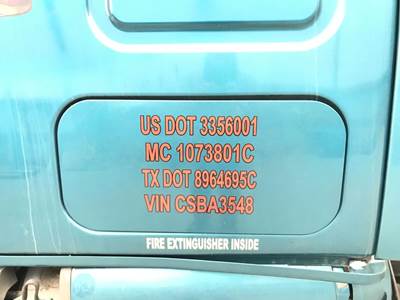 US DOT 3356001
MC 1073801C
TX DOT 8964695C
VIN CSBA3548
FIRE EXTINGUISHER INSIDE